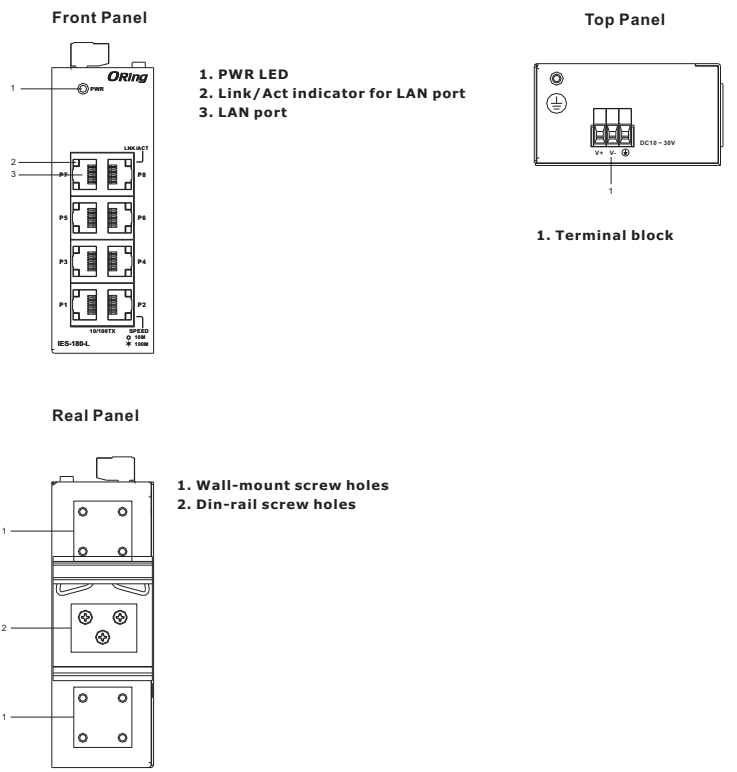 Front Panel
ORing
1
PWR
LNK/ACT
2
3
P7
P8
P5
P6
P3
P4
P1
P2
10/100TX
SPEED
10M
100M
IES-180-L
1. PWR LED
2. Link/Act indicator for LAN port
3. LAN port
Top Panel
DC10 ~ 30V
V+ V-
1
1. Terminal block
Real Panel
1
2
1
1. Wall-mount screw holes
2. Din-rail screw holes